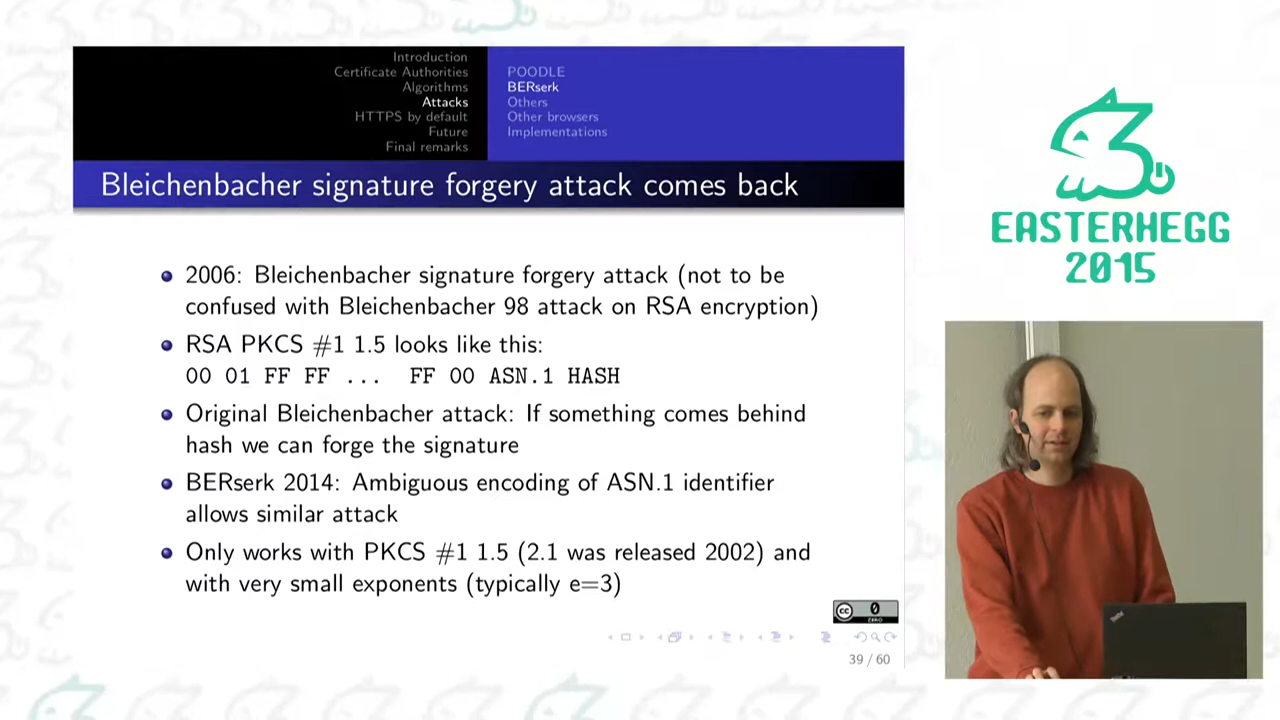 Introduction
Certificate Authorities
Algorithms
Attacks
HTTPS by default
Future
Final remarks
POODLE
BERserk
Others
Other browsers
Implementations
Bleichenbacher signature forgery attack comes back
2006: Bleichenbacher signature forgery attack (not to be
confused with Bleichenbacher 98 attack on RSA encryption)
RSA PKCS #1 1.5 looks like this:
00 01 FF FF ... FF 00 ASN.1 HASH
Original Bleichenbacher attack: If something comes behind
hash we can forge the signature
BERserk 2014: Ambiguous encoding of ASN.1 identifier
allows similar attack
Only works with PKCS #1 1.5 (2.1 was released 2002) and
with very small exponents (typically e=3)
cc 0
ZERO
39 / 60
EASTERHEGG
2015
ThinkPad